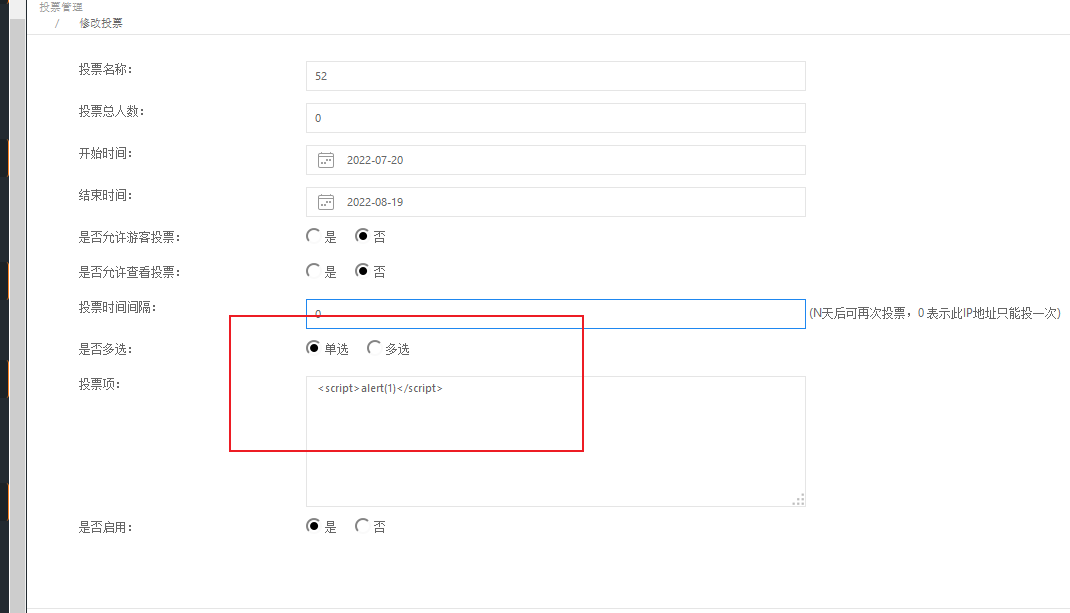 投票管理
/ 修改投票
投票名称: 52
投票总人数: 0
开始时间: 2022-07-20
结束时间: 2022-08-19
是否允许游客投票: 是 否
是否允许查看投票: 是 否
投票时间间隔: 0 (N天后可再次投票，0 表示此IP地址只能投一次)
是否多选: 单选 多选
投票项: <script>alert(1)</script>
是否启用: 是 否